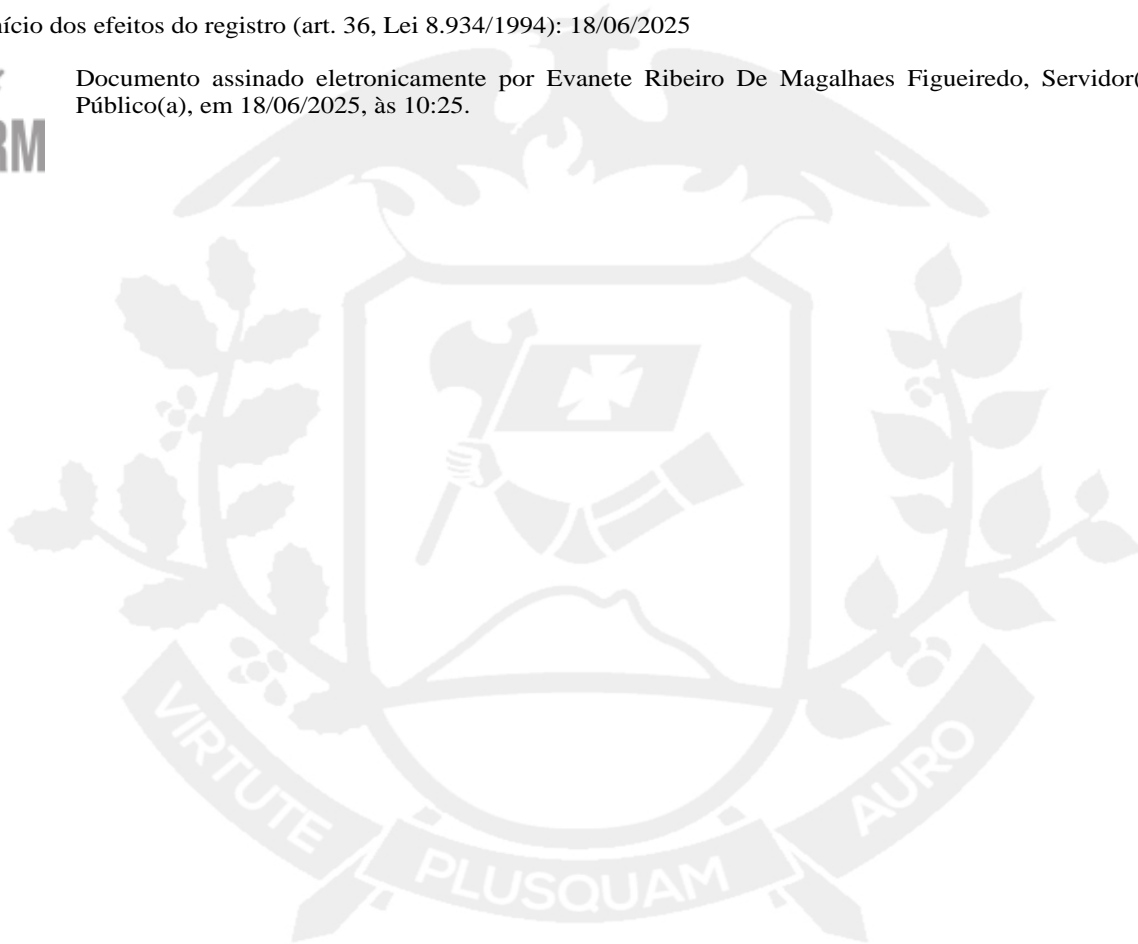 nício dos efeitos do registro (art. 36, Lei 8.934/1994): 18/06/2025
Documento assinado eletronicamente por Evanete Ribeiro De Magalhaes Figueiredo, Servidor(
Público(a), em 18/06/2025, às 10:25.
RM
VIRTUTE
PLUSQUAM
AURO